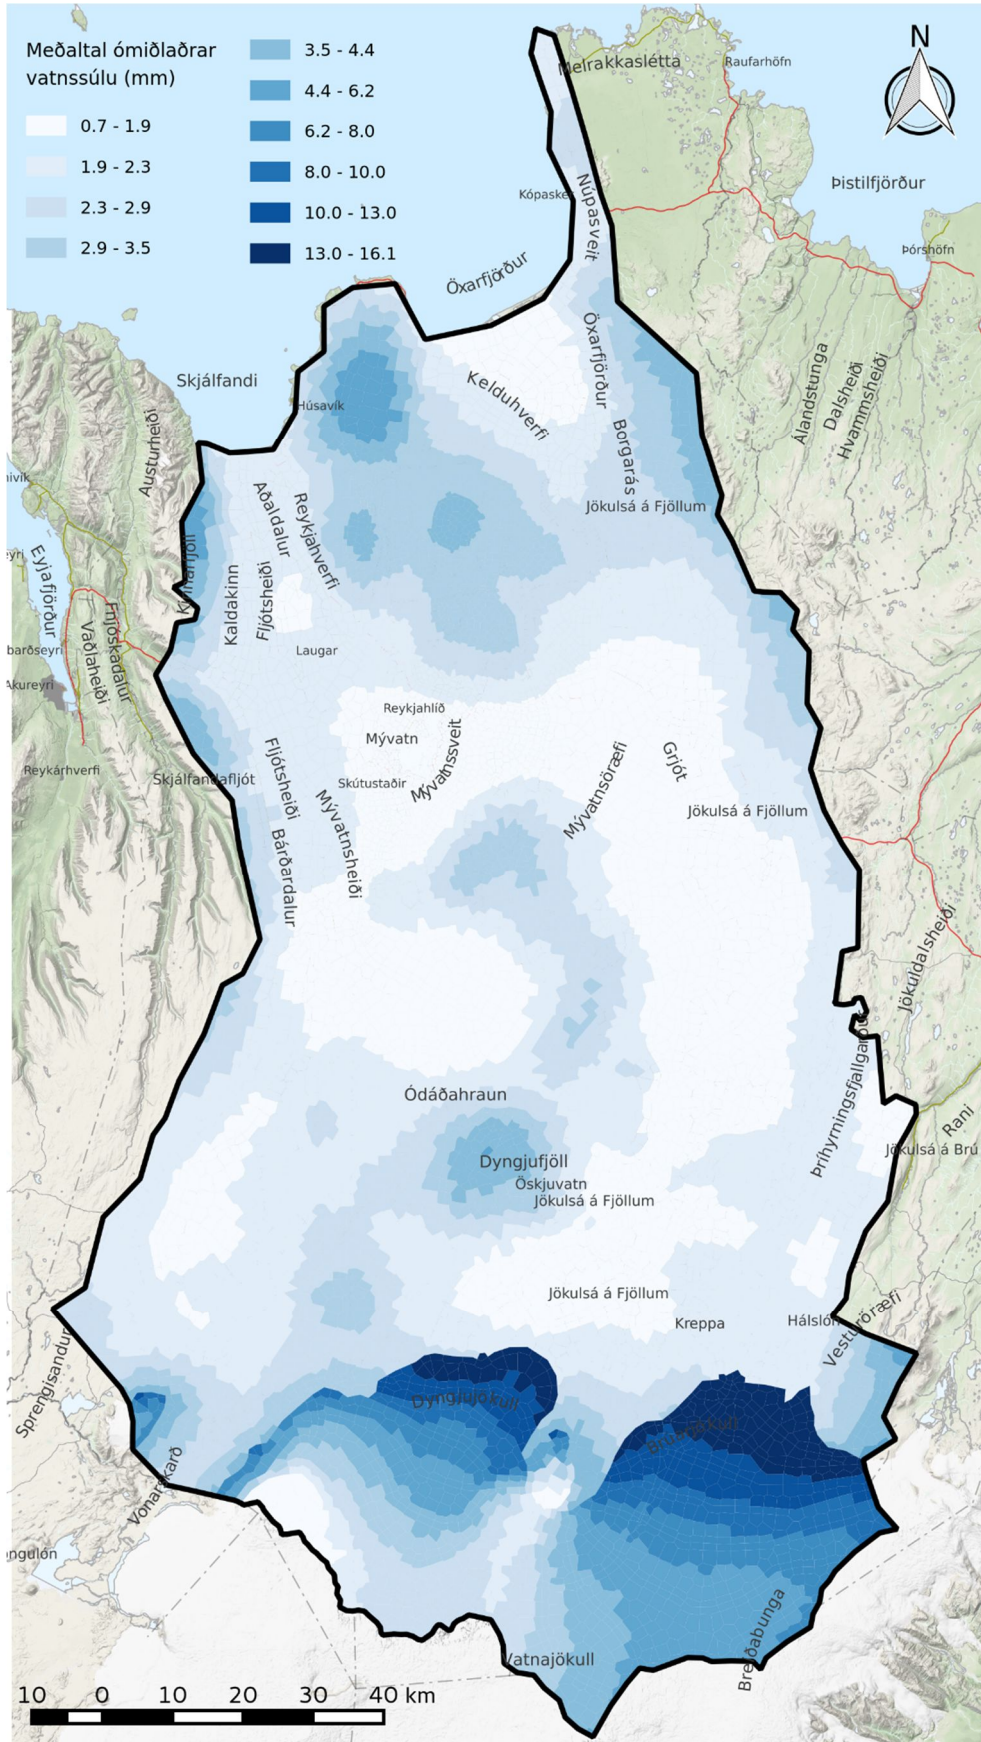 Meðaltal ómiðlaðrar
vatnssúlu (mm)
0.7 - 1.9
1.9 - 2.3
2.3 - 2.9
2.9 - 3.5
3.5 - 4.4
4.4 - 6.2
6.2 - 8.0
8.0 - 10.0
10.0 - 13.0
13.0 - 16.1
N
Melrakkaslétta
Raufarhöfn
Þistilfjörður
Kópasker
Núpasveit
Þórshöfn
Öxarfjörður
Öxarfjörður
Skjálfandi
Húsavík
Kelduhverfi
Álandstunga
Dalsheiði
Hvammsheiði
Austurheiði
Borgarás
Jökulsá á Fjöllum
Aðaldalur
Reykjahverfi
Kinnarfjöll
Kaldakinn
Fljótsheiði
Eyjafjörður
Fnjóskadalur
Vaðlaheiði
Laugar
barðseyri
Akureyri
Reykjahlíð
Mývatn
Mývatnssveit
Skútustaðir
Reykárhverfi
Skjálfandafljót
Fljótsheiði
Mývatnsheiði
Mývatnsöræfi
Grjót
Jökulsá á Fjöllum
Bárðardalur
Jökuldalsheiði
Þríhyrningsfjallgarður
Ódáðahraun
Rani
Jökulsá á Brú
Dyngjufjöll
Öskjuvatn
Jökulsá á Fjöllum
Jökulsá á Fjöllum
Kreppa
Hálslón
Vesturöræfi
Sprengisandur
Dyngjujökull
Brúarjökull
Vonarskarð
ongulón
Breiðabunga
Vatnajökull
10 0 10 20 30 40 km